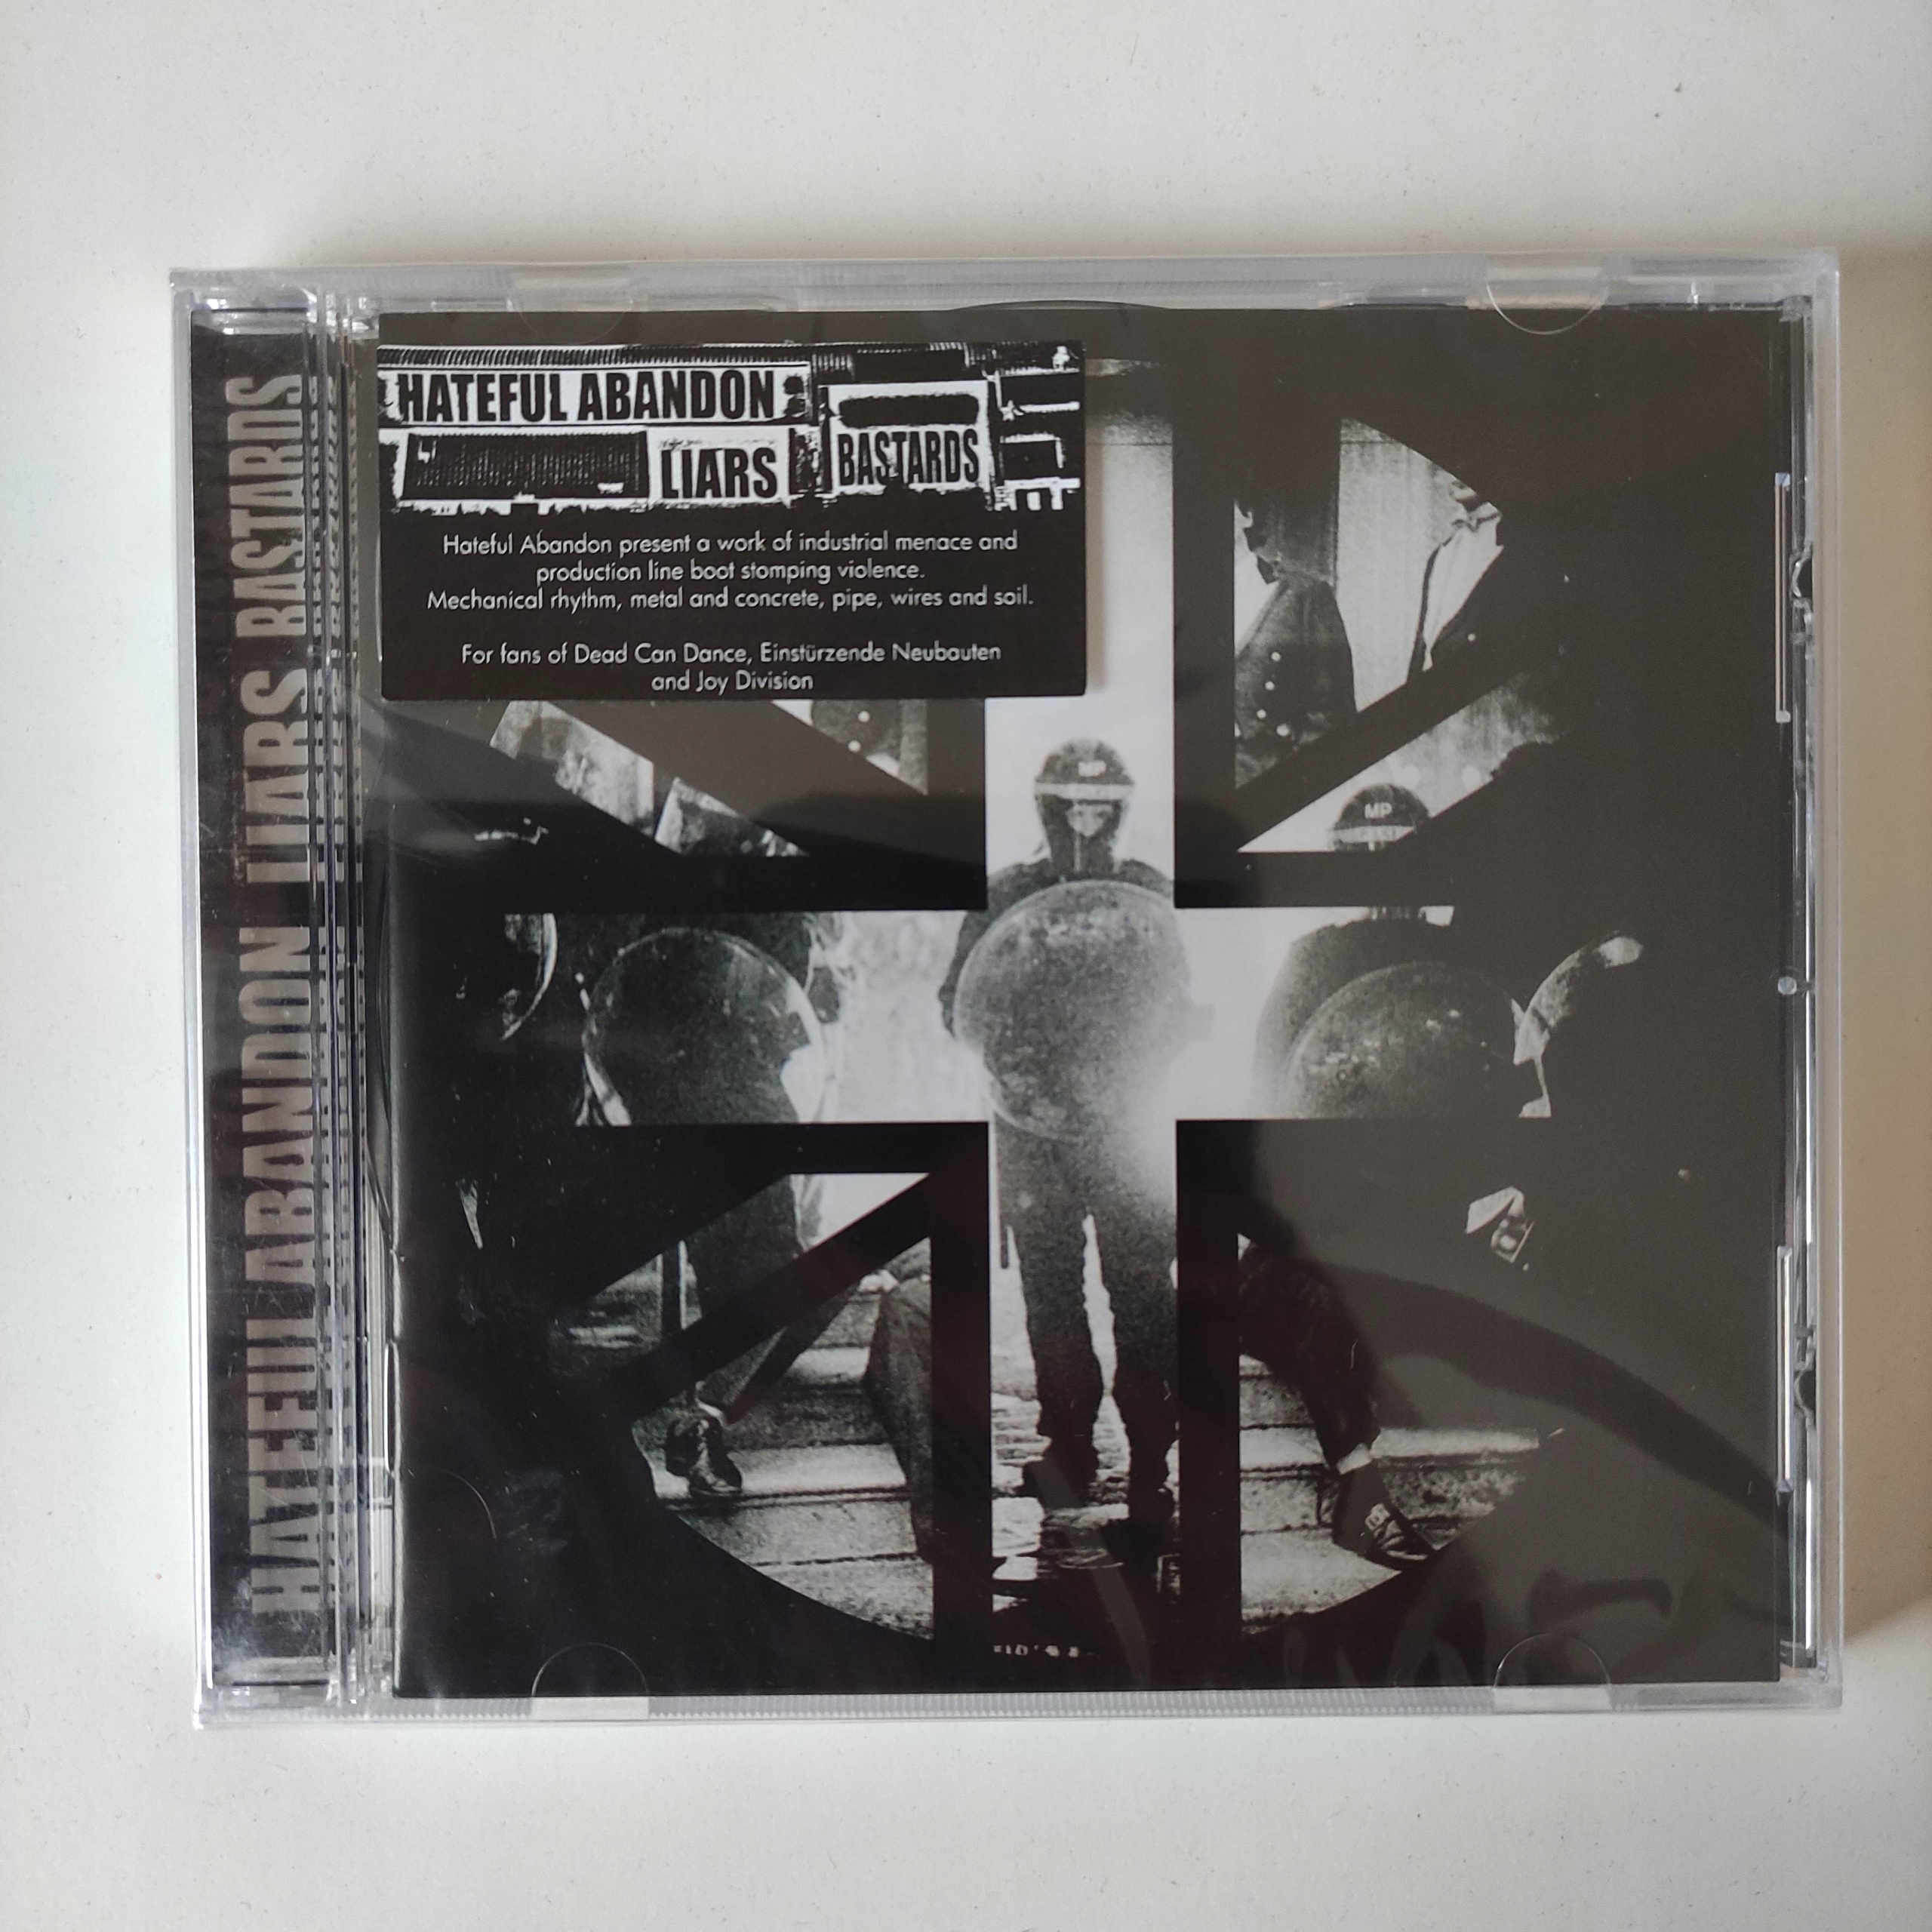 HATEFUL ABANDON LIARS BASTARDS
HATEFUL ABANDON
LIARS
BASTARDS
Hateful Abandon present a work of industrial menace and
production line boot stomping violence.
Mechanical rhythm, metal and concrete, pipe, wires and soil.
For fans of Dead Can Dance, Einstürzende Neubauten
and Joy Division
MP
MP